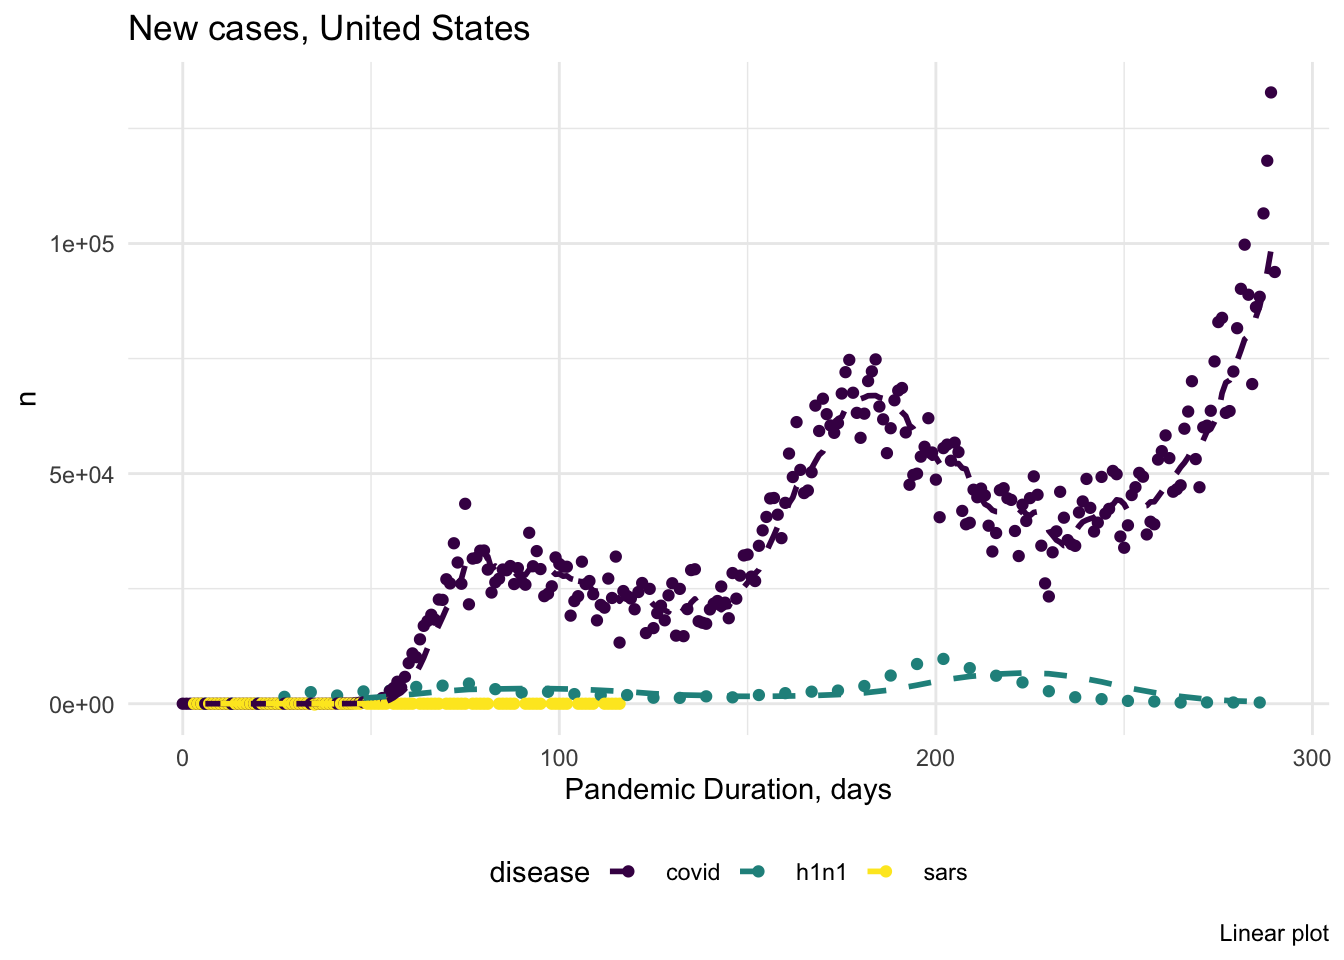 New cases, United States
n
1e+05
5e+04
0e+00
0 100 200 300
Pandemic Duration, days
disease covid h1n1 sars
Linear plot